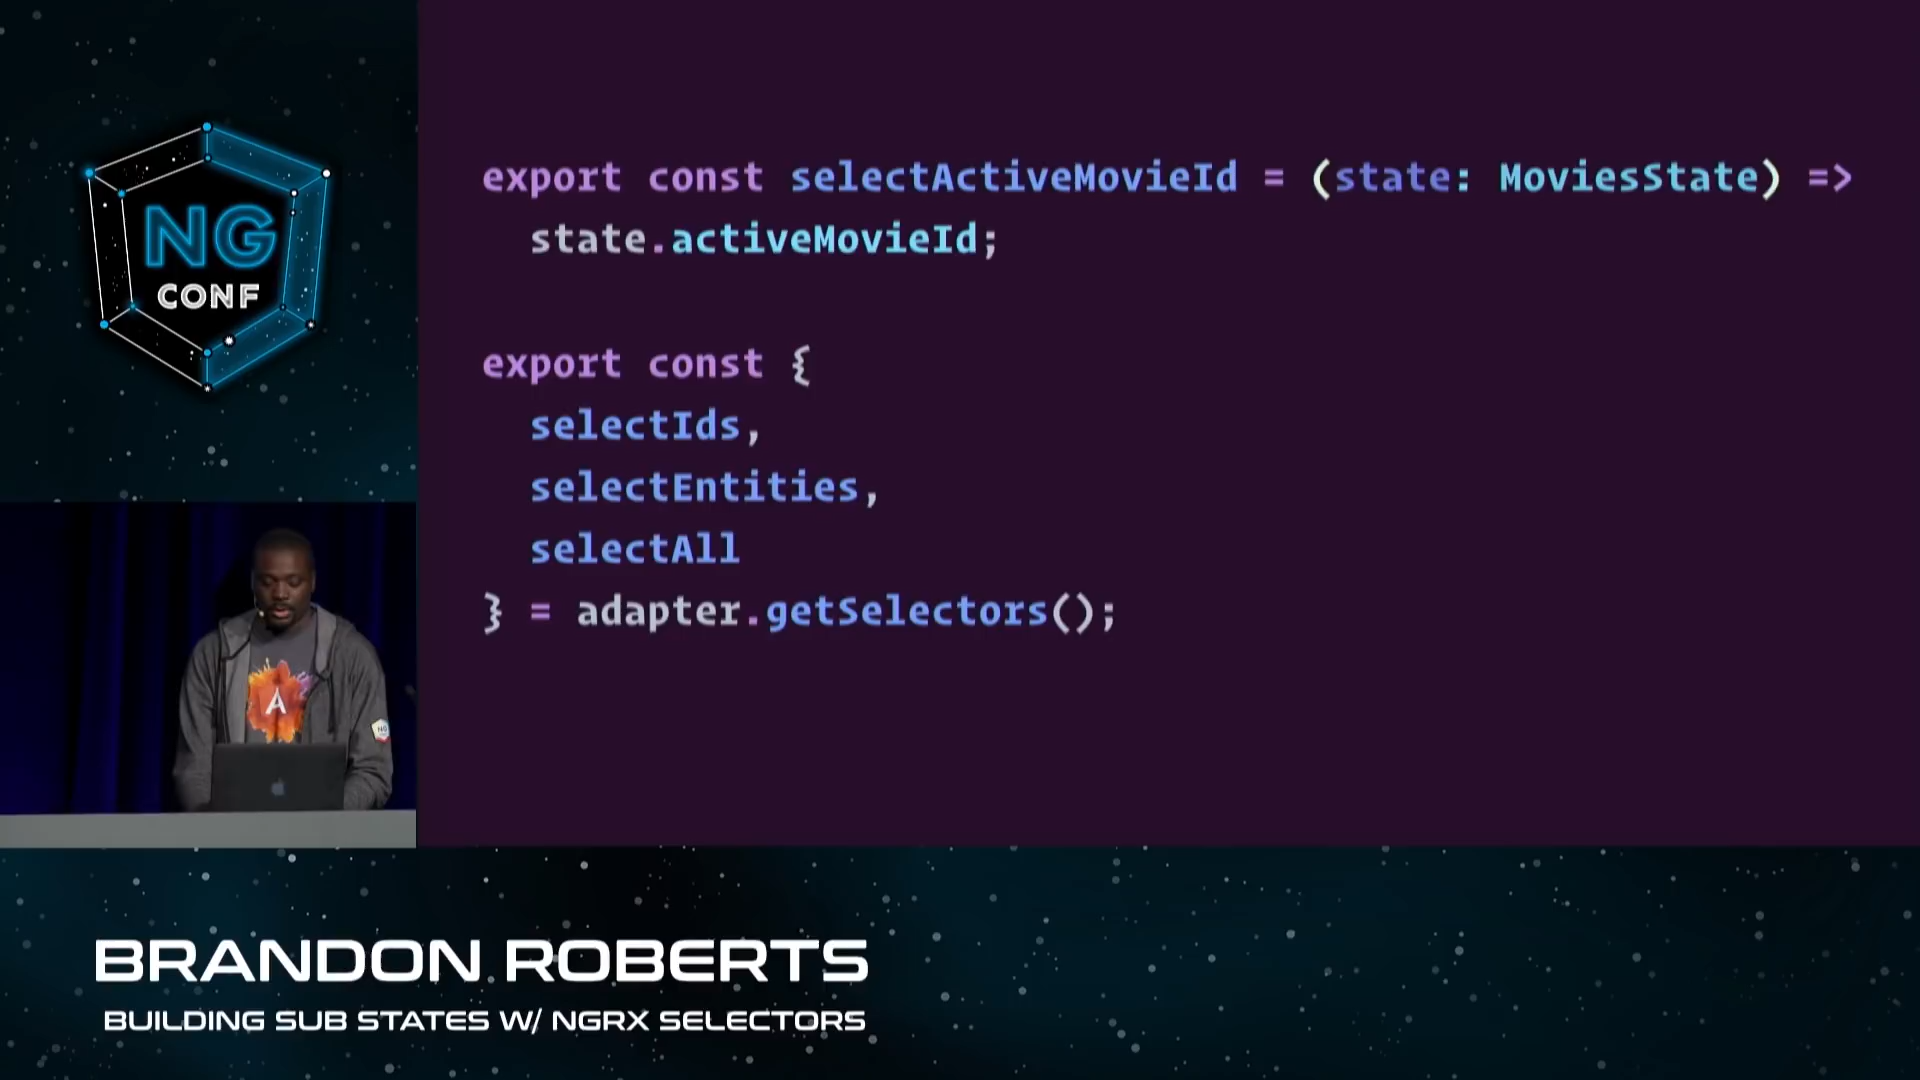 NG
CONF
export const selectActiveMovieId = (state: MoviesState) =>
  state.activeMovieId;
export const {
  selectIds,
  selectEntities,
  selectAll
} = adapter.getSelectors();
A
NG
BRANDON ROBERTS
BUILDING SUB STATES W/ NGRX SELECTORS